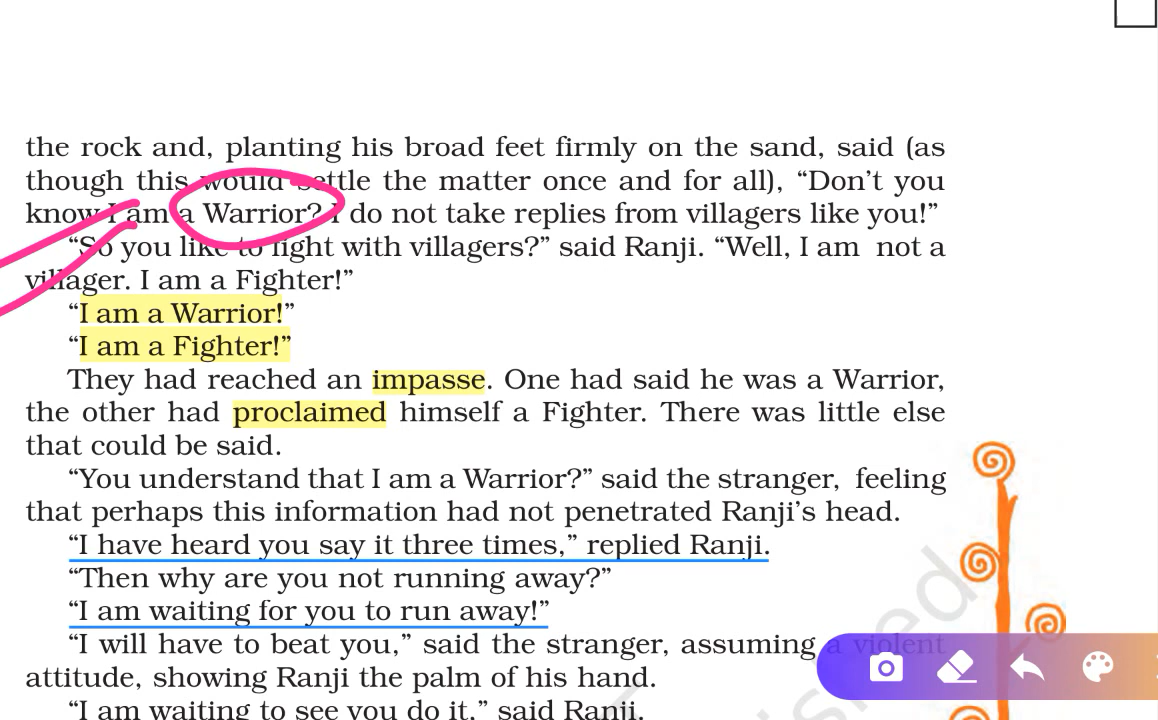 the rock and, planting his broad feet firmly on the sand, said (as
though this would settle the matter once and for all), “Don’t you
know I am a Warrior? I do not take replies from villagers like you!”
“So you like to fight with villagers?” said Ranji. “Well, I am not a
villager. I am a Fighter!”
“I am a Warrior!”
“I am a Fighter!”
They had reached an impasse. One had said he was a Warrior,
the other had proclaimed himself a Fighter. There was little else
that could be said.
“You understand that I am a Warrior?” said the stranger, feeling
that perhaps this information had not penetrated Ranji’s head.
“I have heard you say it three times,” replied Ranji.
“Then why are you not running away?”
“I am waiting for you to run away!”
“I will have to beat you,” said the stranger, assuming a violent
attitude, showing Ranji the palm of his hand.
“I am waiting to see you do it,” said Ranji.